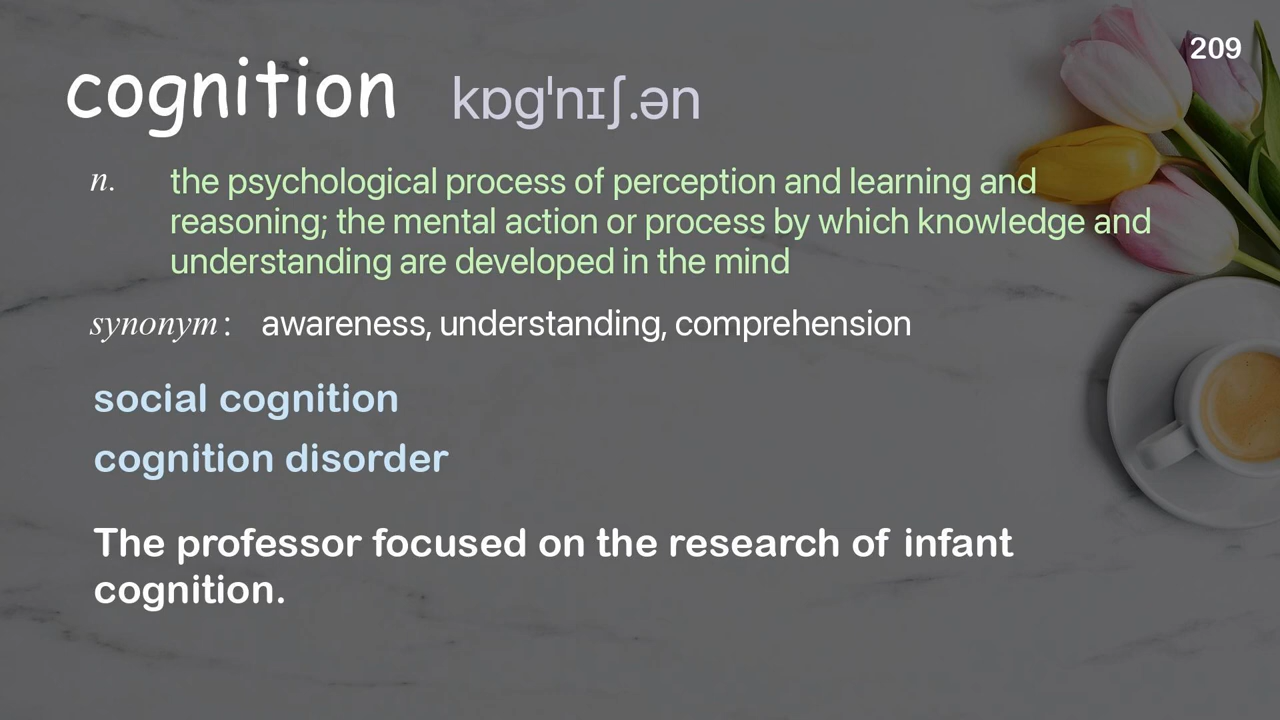 209
cognition kɒɡˈnɪʃ.ən
n. the psychological process of perception and learning and
reasoning; the mental action or process by which knowledge and
understanding are developed in the mind
synonym: awareness, understanding, comprehension
social cognition
cognition disorder
The professor focused on the research of infant
cognition.